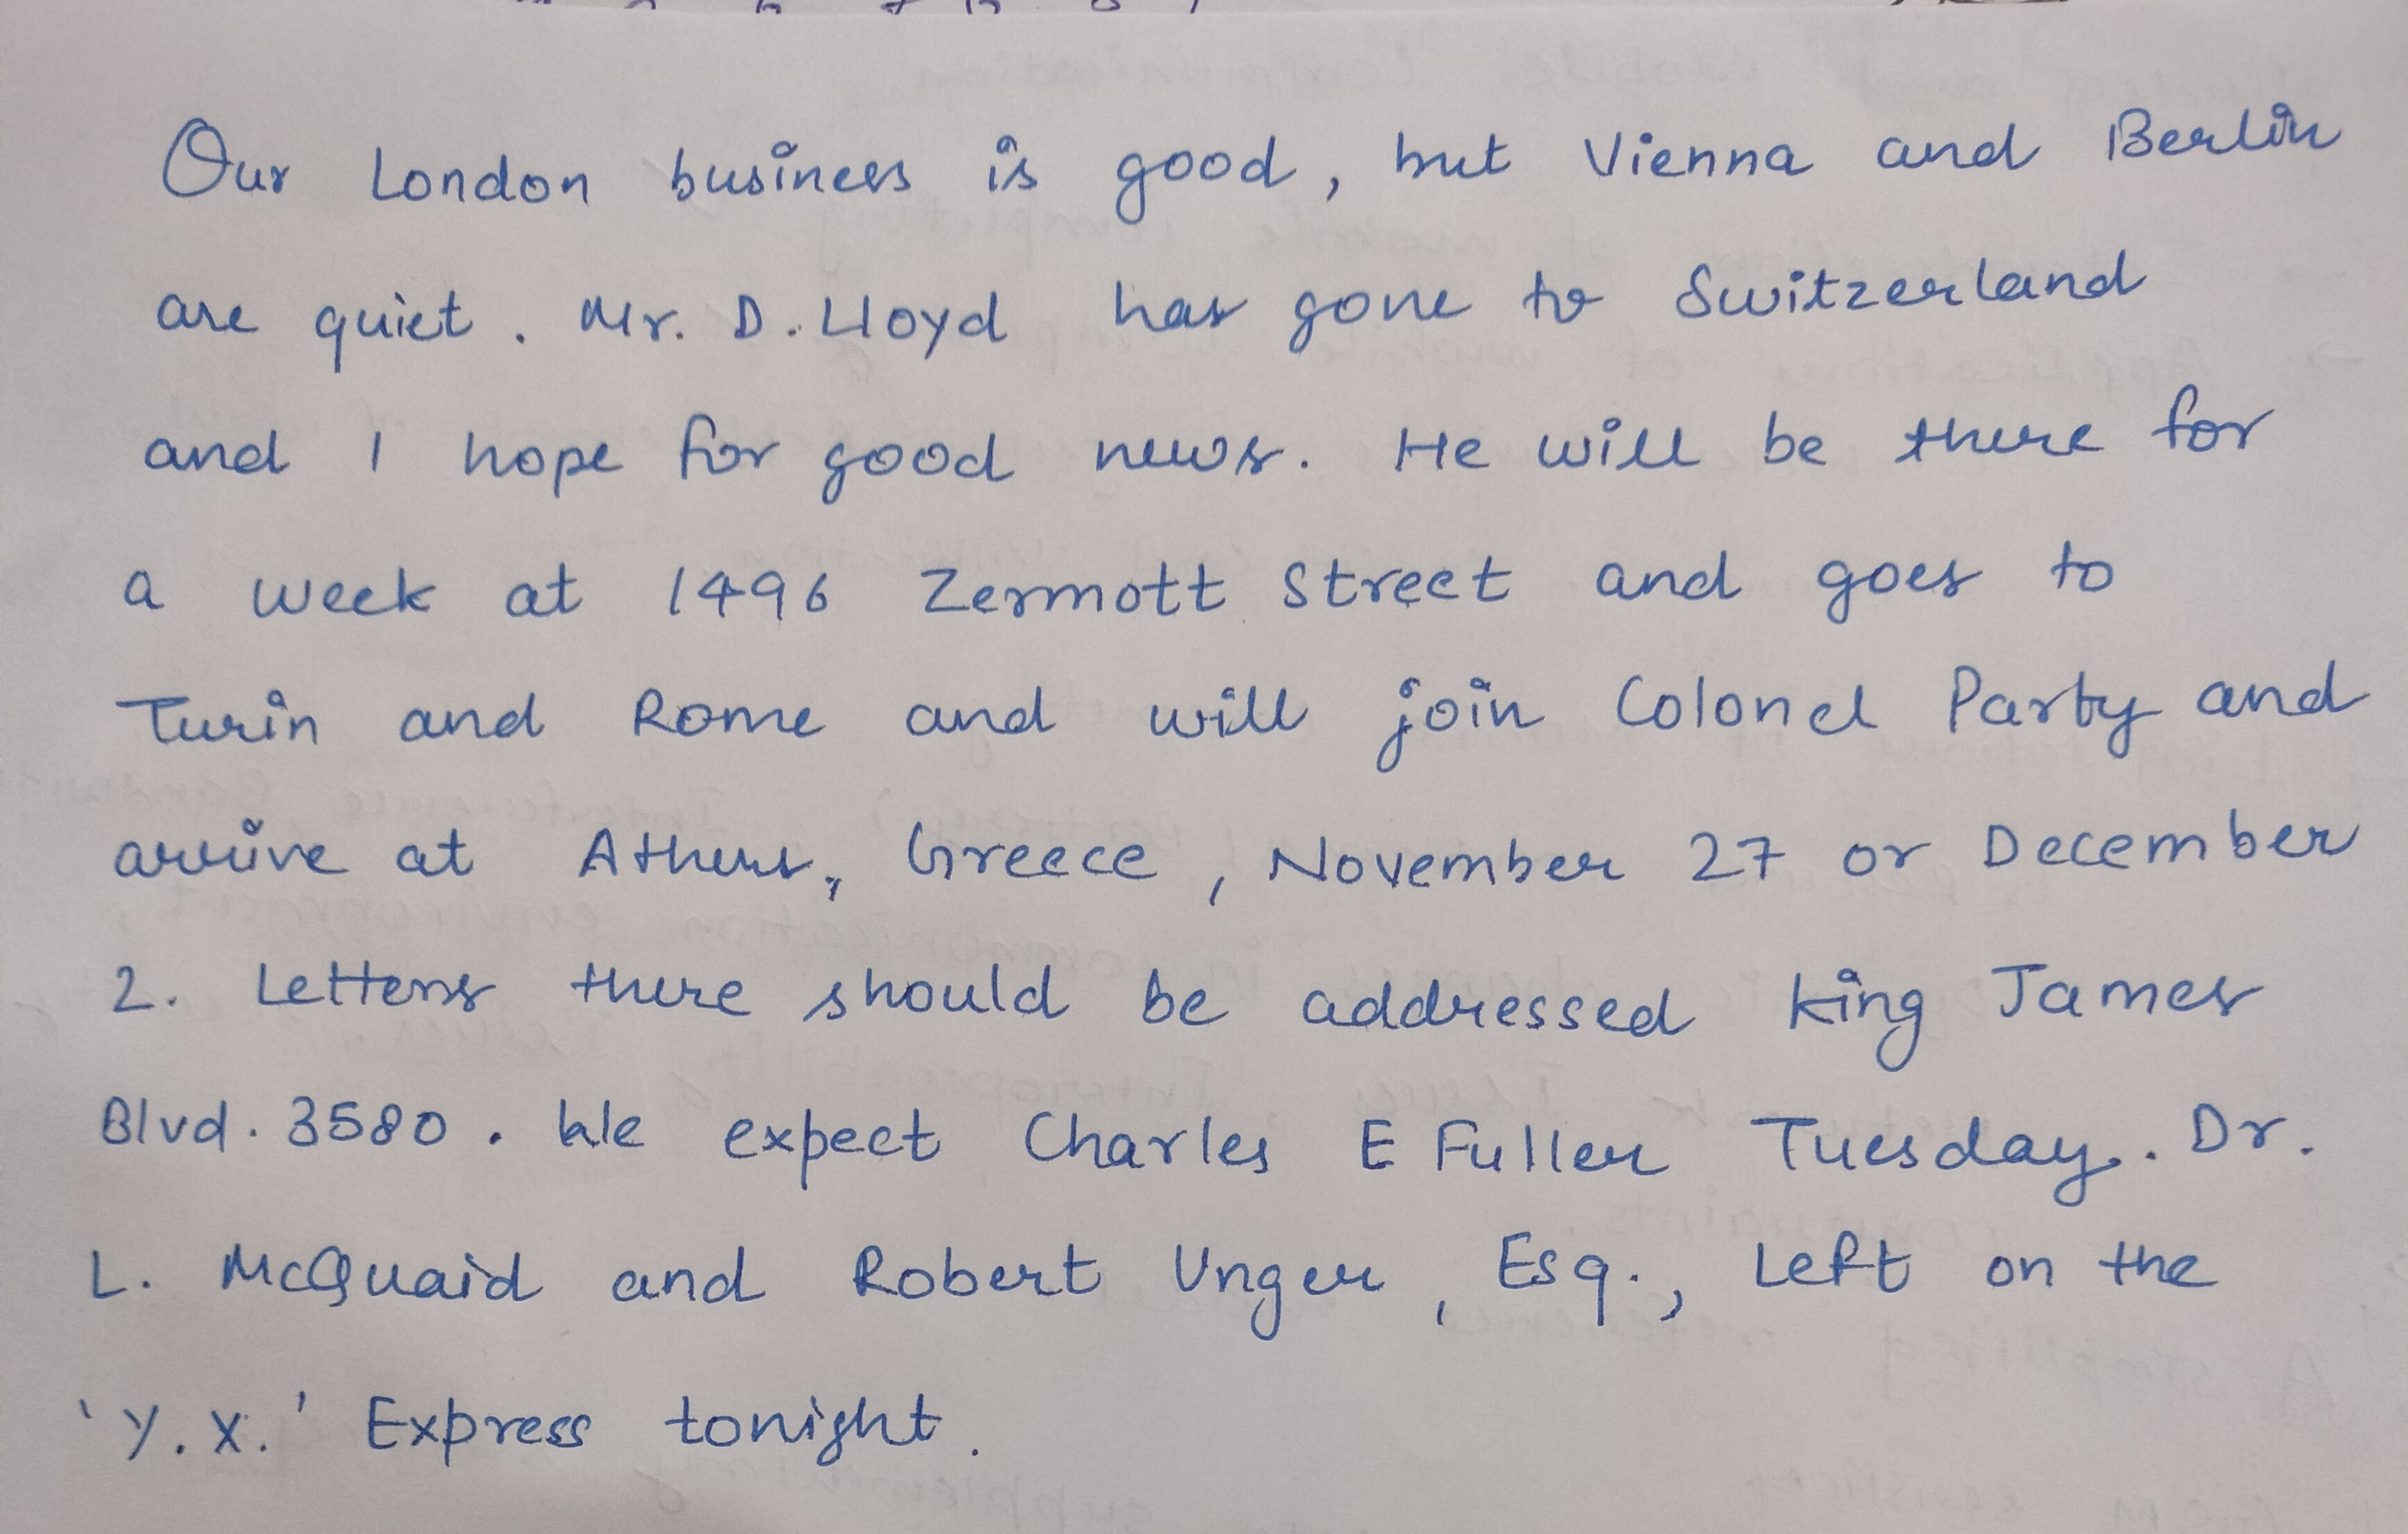 Our London business is good, but Vienna and Berlin
are quiet. Mr. D. Lloyd has gone to Switzerland
and I hope for good news. He will be there for
a week at 1496 Zermott Street and goes to
Turin and Rome and will join Colonel Party and
arrive at Athens, Greece, November 27 or December
2. Letters there should be addressed King James
Blvd. 3580. We expect Charles E Fuller Tuesday. Dr.
L. McQuaid and Robert Unger, Esq., Left on the
'Y.X.' Express tonight.